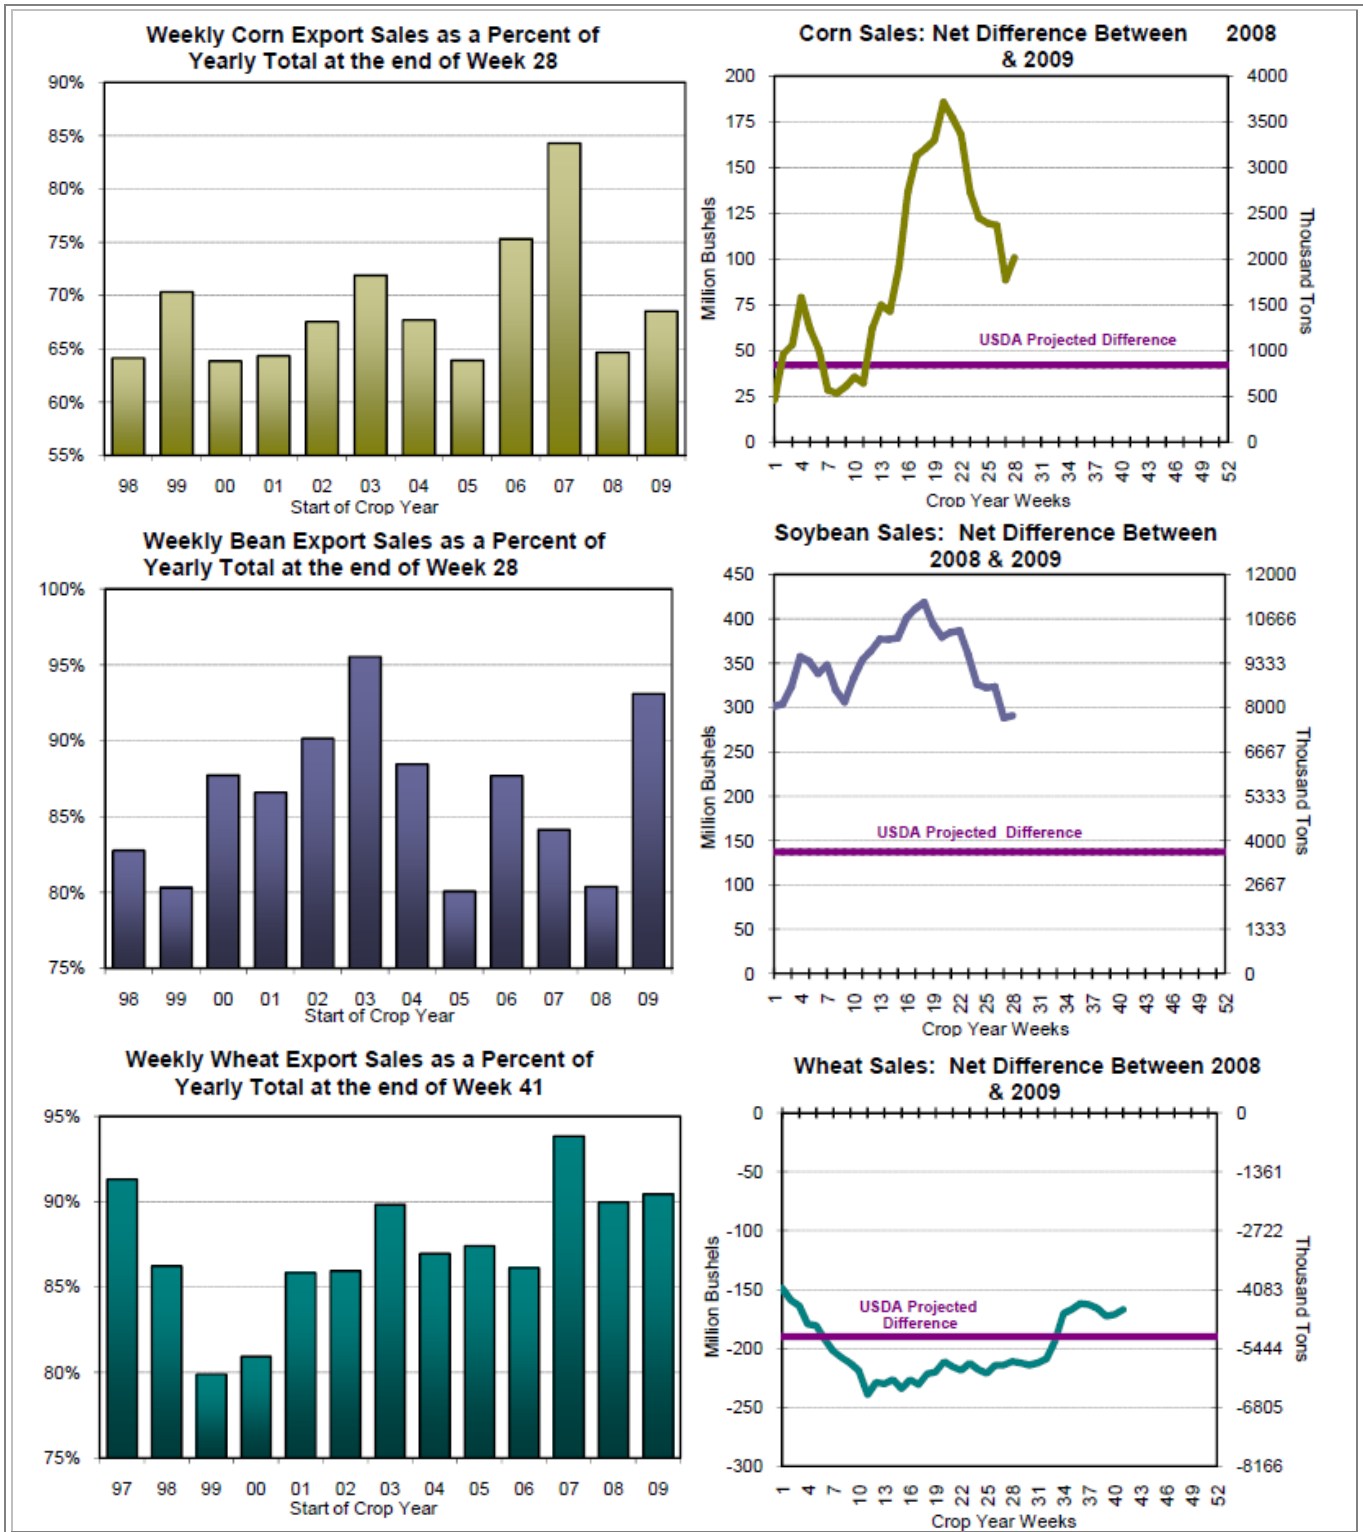 Weekly Corn Export Sales as a Percent of
Yearly Total at the end of Week 28
90%
85%
80%
75%
70%
65%
60%
55%
98 99 00 01 02 03 04 05 06 07 08 09
Start of Crop Year
Corn Sales: Net Difference Between 2008
& 2009
200 4000
175 3500
150 3000
125 2500
100 2000
75 1500
50 1000
25 500
0 0
Million Bushels
Thousand Tons
USDA Projected Difference
1 4 7 10 13 16 19 22 25 28 31 34 37 40 43 46 49 52
Crop Year Weeks
Weekly Bean Export Sales as a Percent of
Yearly Total at the end of Week 28
100%
95%
90%
85%
80%
75%
98 99 00 01 02 03 04 05 06 07 08 09
Start of Crop Year
Soybean Sales: Net Difference Between
2008 & 2009
450 12000
400 10666
350 9333
300 8000
250 6667
200 5333
150 4000
100 2667
50 1333
0 0
Million Bushels
Thousand Tons
USDA Projected Difference
1 4 7 10 13 16 19 22 25 28 31 34 37 40 43 46 49 52
Crop Year Weeks
Weekly Wheat Export Sales as a Percent of
Yearly Total at the end of Week 41
95%
90%
85%
80%
75%
97 98 99 00 01 02 03 04 05 06 07 08 09
Start of Crop Year
Wheat Sales: Net Difference Between 2008
& 2009
0 0
-50 -1361
-100 -2722
-150 -4083
-200 -5444
-250 -6805
-300 -8166
Million Bushels
Thousand Tons
USDA Projected
Difference
1 4 7 10 13 16 19 22 25 28 31 34 37 40 43 46 49 52
Crop Year Weeks